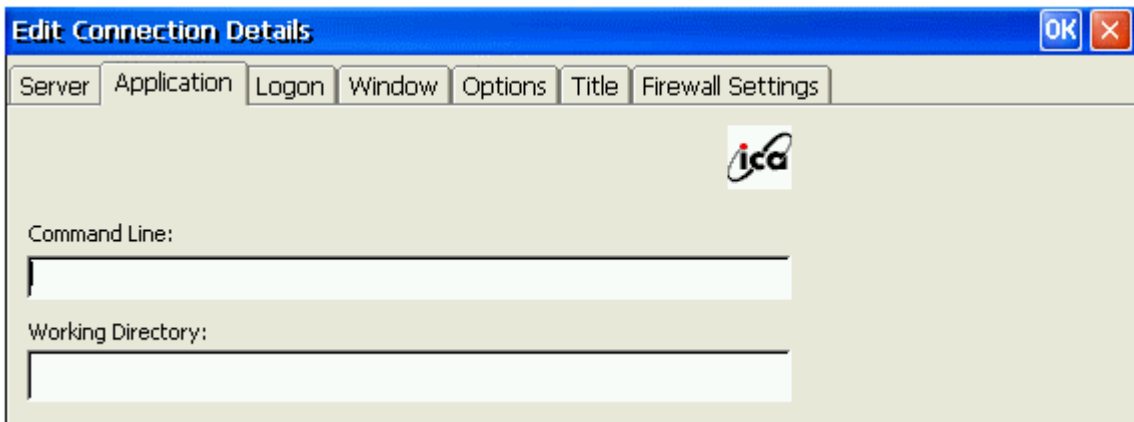 Edit Connection Details OK
Server Application Logon Window Options Title Firewall Settings
ica
Command Line:
Working Directory: